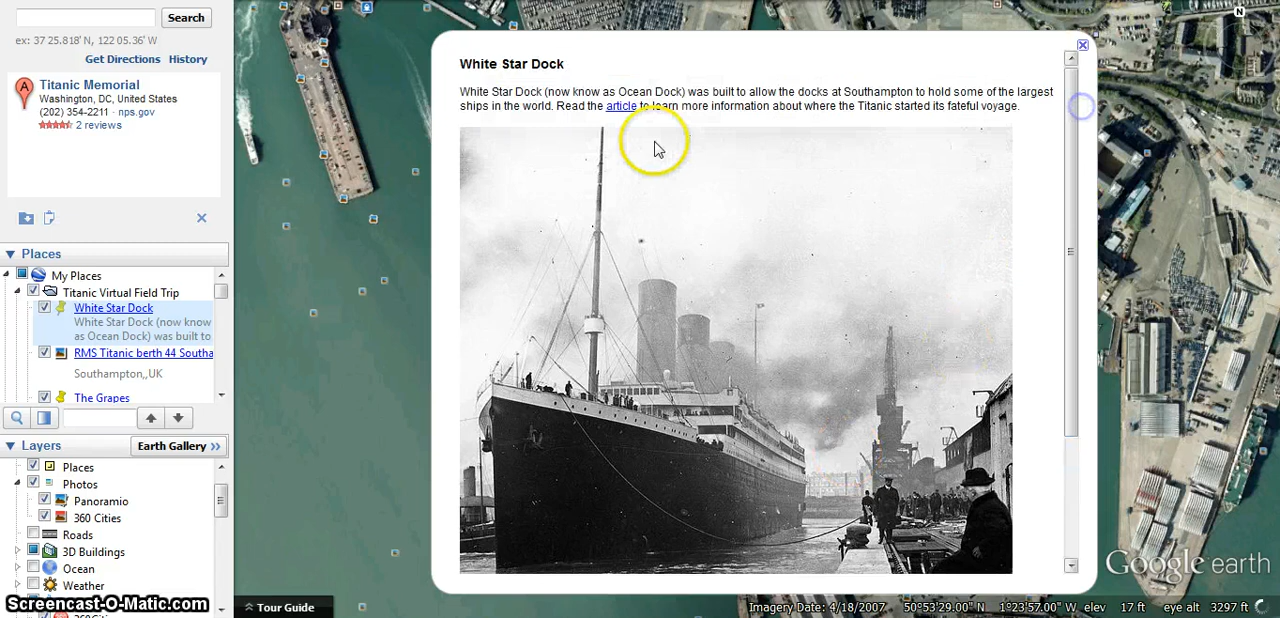 Search
ex: 37 25.818' N, 122 05.36' W
Get Directions History
A
Titanic Memorial
Washington, DC, United States
(202) 354-2211 - nps.gov
2 reviews
Places
My Places
Titanic Virtual Field Trip
White Star Dock
White Star Dock (now know
as Ocean Dock) was built to
RMS Titanic berth 44 Southa
Southampton,,UK
The Grapes
Layers
Earth Gallery >>
Places
Photos
Panoramio
360 Cities
Roads
3D Buildings
Ocean
Weather
Screencast-O-Matic.com
White Star Dock
White Star Dock (now know as Ocean Dock) was built to allow the docks at Southampton to hold some of the largest
ships in the world. Read the article to learn more information about where the Titanic started its fateful voyage.
N
Google earth
Tour Guide
Imagery Date: 4/18/2007 50°53'29.00" N 1°23'57.00" W elev 17 ft eye alt 3297 ft